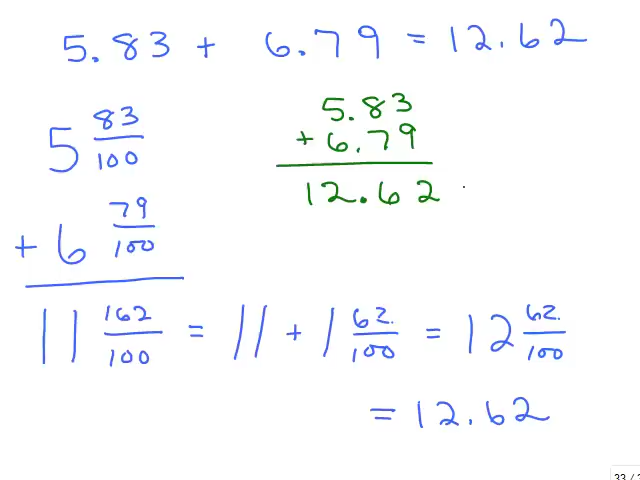 5.83 + 6.79 = 12.62
5 83/100
+ 6 79/100
11 162/100 = 11 + 1 62/100 = 12 62/100
= 12.62
5.83
+ 6.79
12.62